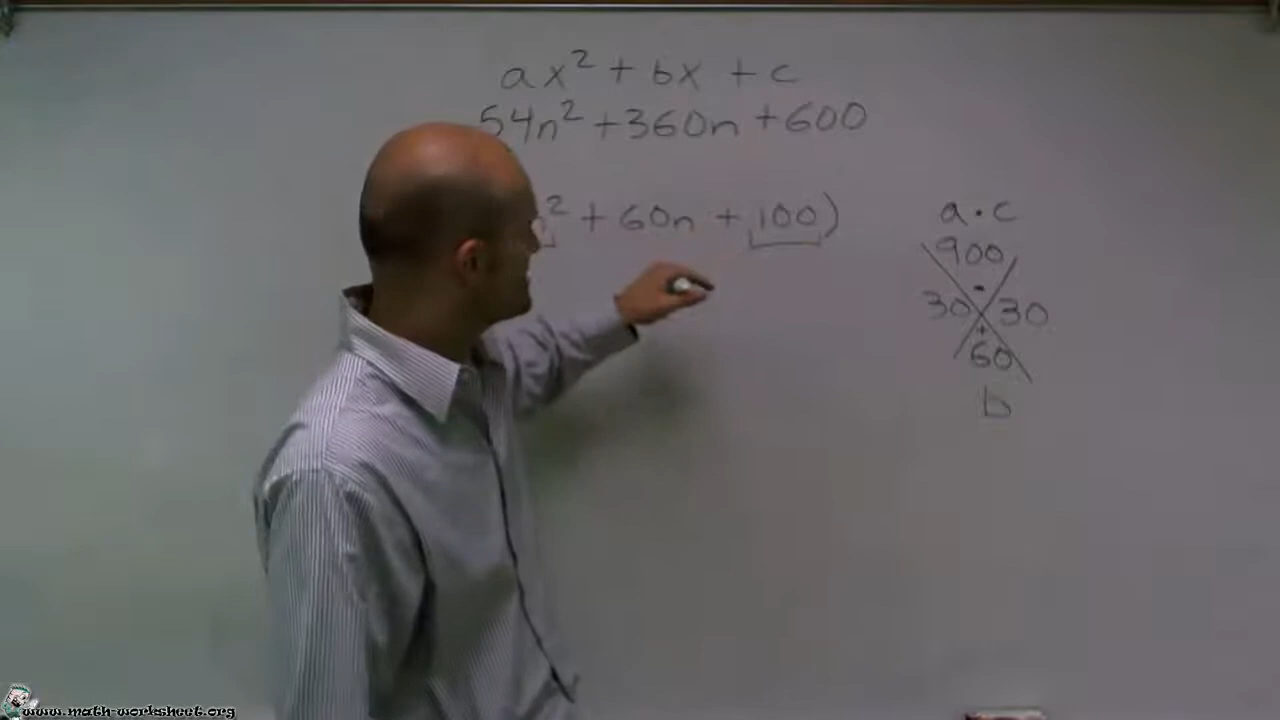 ax² + bx + c
54n² + 360n + 600
² + 60n + 100)
a · c
900
·
30 30
+
60
b
www.math-worksheet.org